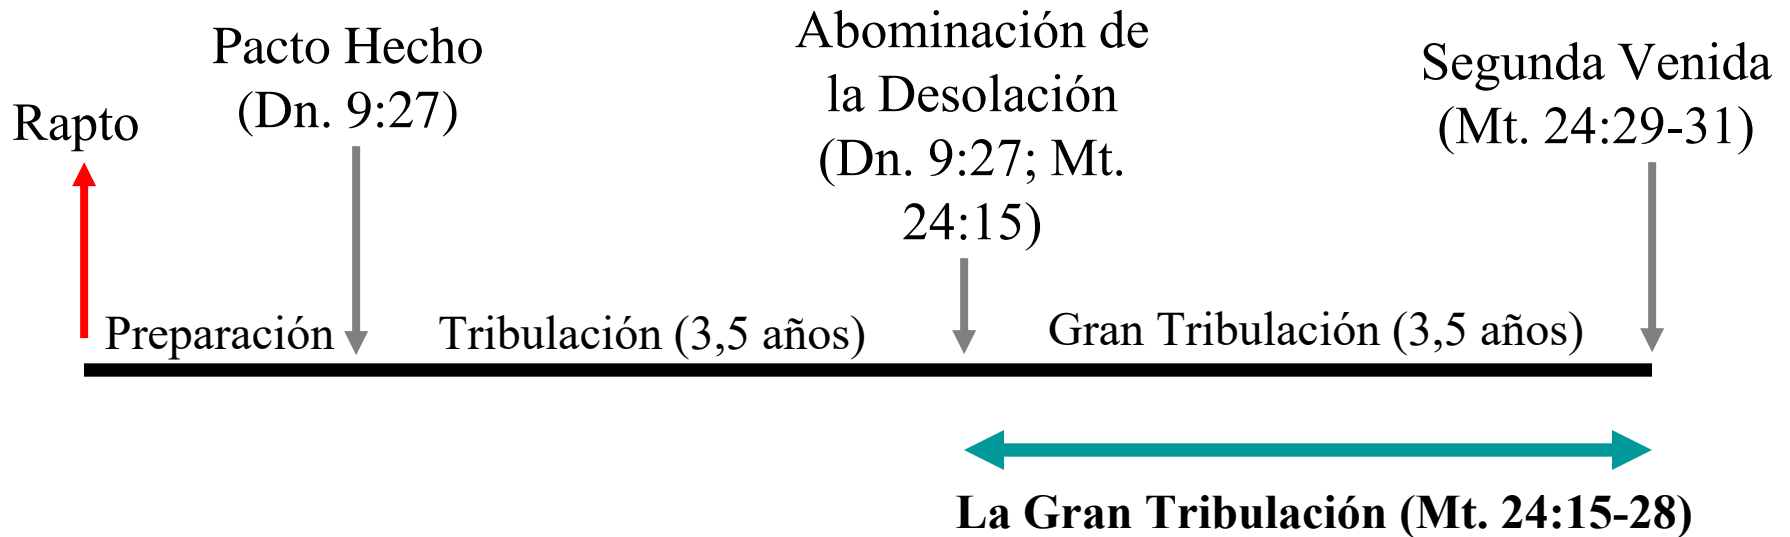 Rapto
Pacto Hecho
(Dn. 9:27)
Abominación de
la Desolación
(Dn. 9:27; Mt.
24:15)
Segunda Venida
(Mt. 24:29-31)
Preparación
Tribulación (3,5 años)
Gran Tribulación (3,5 años)
La Gran Tribulación (Mt. 24:15-28)